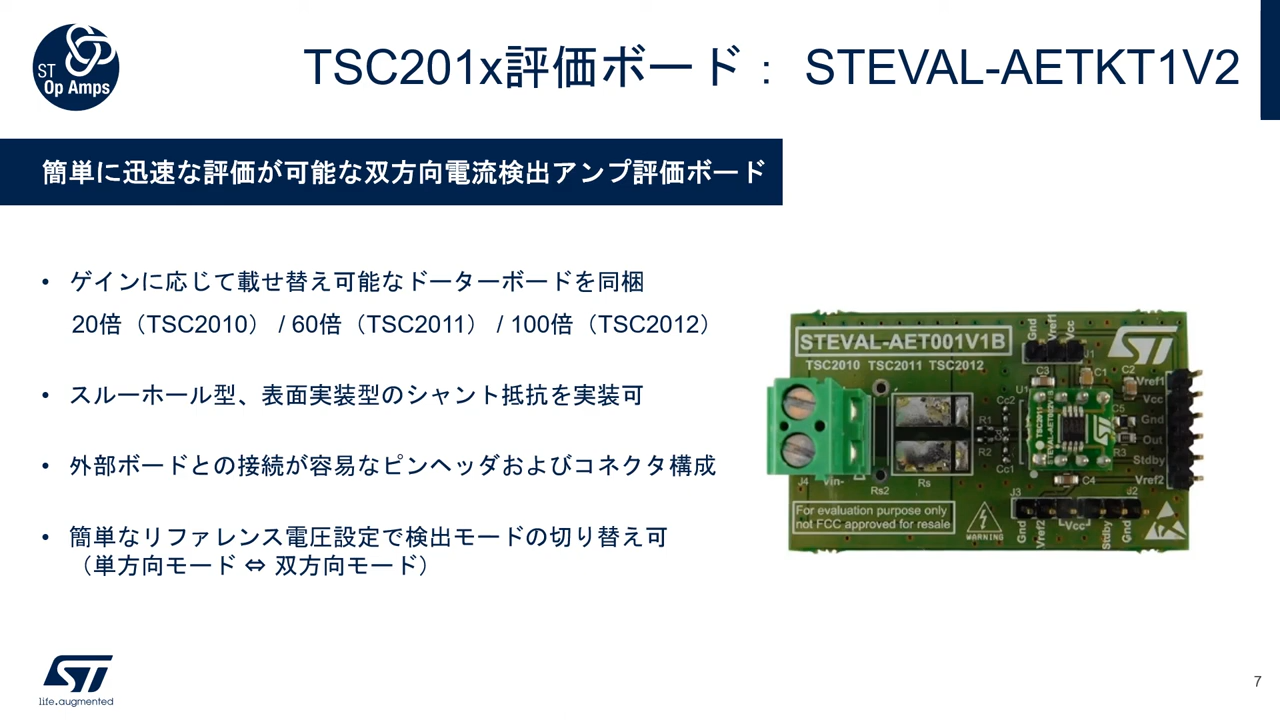 ST
Op Amps
TSC201x評価ボード： STEVAL-AETKT1V2
簡単に迅速な評価が可能な双方向電流検出アンプ評価ボード
• ゲインに応じて載せ替え可能なドーターボードを同梱
20倍（TSC2010） / 60倍（TSC2011） / 100倍（TSC2012）
• スルーホール型、表面実装型のシャント抵抗を実装可
• 外部ボードとの接続が容易なピンヘッダおよびコネクタ構成
• 簡単なリファレンス電圧設定で検出モードの切り替え可
（単方向モード ⇔ 双方向モード）
Gnd
Vref1
Vcc
J1
STEVAL-AET001V1B
TSC2010 TSC2011 TSC2012
ST
C3
C1
C2
U1
Vref1
Vcc
Gnd
Out
Stdby
Vref2
Cc2
R1
R2
Cc1
TSC2011
C5
R3
C4
J4
Vin-
Rs2
Rs
For evaluation purpose only
not FCC approved for resale
WARNING
J3
J2
Gnd
Vref2
Vcc
Stdby
Gnd
ST
life.augmented
7